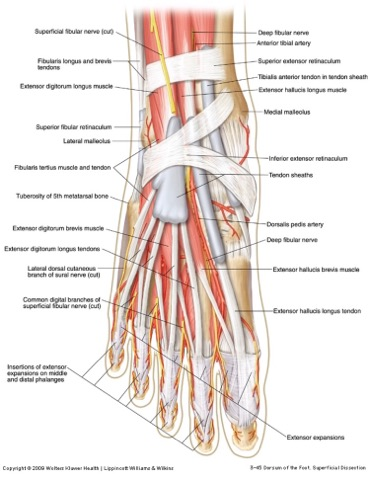 Superficial fibular nerve (cut)
Fibularis longus and brevis
tendons
Extensor digitorum longus muscle
Superior fibular retinaculum
Lateral malleolus
Fibularis tertius muscle and tendon
Tuberosity of 5th metatarsal bone
Extensor digitorum brevis muscle
Extensor digitorum longus tendons
Lateral dorsal cutaneous
branch of sural nerve (cut)
Common digital branches of
superficial fibular nerve (cut)
Insertions of extensor
expansions on middle
and distal phalanges
Deep fibular nerve
Anterior tibial artery
Superior extensor retinaculum
Tibialis anterior tendon in tendon sheath
Extensor hallucis longus muscle
Medial malleolus
Inferior extensor retinaculum
Tendon sheaths
Dorsalis pedis artery
Deep fibular nerve
Extensor hallucis brevis muscle
Extensor hallucis longus tendon
Extensor expansions
Copyright © 2008 Wolters Kluwer Health | Lippincott Williams & Wilkins
3-45 Dorsum of the Foot, Superficial Dissection